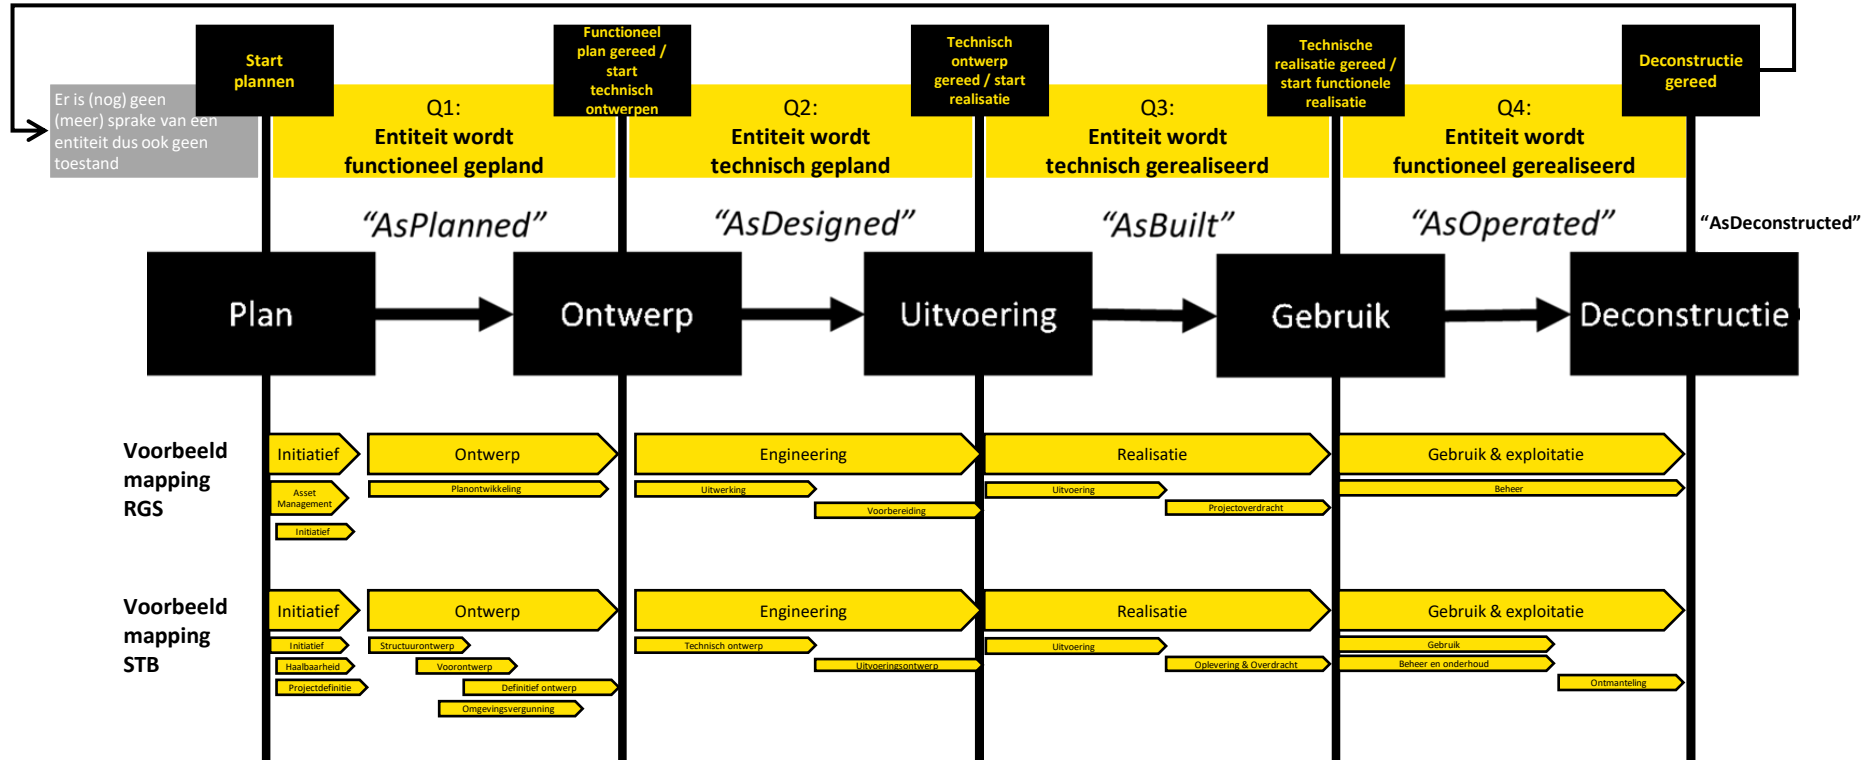 Start
plannen
Functioneel
plan gereed /
start
technisch
ontwerpen
Technisch
ontwerp
gereed / start
realisatie
Technische
realisatie gereed /
start functionele
realisatie
Deconstructie
gereed
Er is (nog) geen
(meer) sprake van een
entiteit dus ook geen
toestand
Q1:
Entiteit wordt
functioneel gepland
Q2:
Entiteit wordt
technisch gepland
Q3:
Entiteit wordt
technisch gerealiseerd
Q4:
Entiteit wordt
functioneel gerealiseerd
“AsPlanned”
“AsDesigned”
“AsBuilt”
“AsOperated”
“AsDeconstructed”
Plan
Ontwerp
Uitvoering
Gebruik
Deconstructie
Voorbeeld
mapping
RGS
Initiatief
Ontwerp
Engineering
Realisatie
Gebruik & exploitatie
Asset
Management
Planontwikkeling
Uitwerking
Uitvoering
Beheer
Voorbereiding
Projectoverdracht
Initiatief
Voorbeeld
mapping
STB
Initiatief
Ontwerp
Engineering
Realisatie
Gebruik & exploitatie
Initiatief
Structuurontwerp
Technisch ontwerp
Uitvoering
Gebruik
Haalbaarheid
Voorontwerp
Uitvoeringsontwerp
Oplevering & Overdracht
Beheer en onderhoud
Projectdefinitie
Definitief ontwerp
Ontmanteling
Omgevingsvergunning